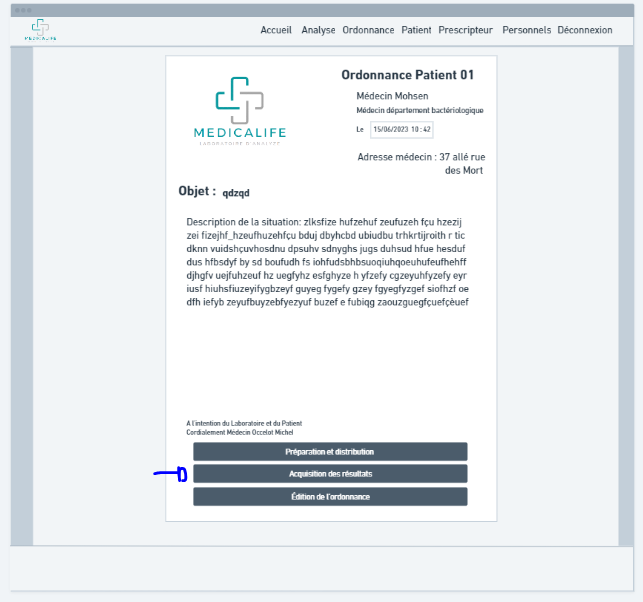 MEDICALIFE
Accueil Analyse Ordonnance Patient Prescripteur Personnels Déconnexion
Ordonnance Patient 01
Médecin Mohsen
Médecin département bactériologique
Le 15/06/2023 10:42
MEDICALIFE
LABORATOIRE D'ANALYZE
Adresse médecin : 37 allé rue
des Mort
Objet : qdzqd
Description de la situation: zlksfize hufzehuf zeufuzeh fçu hzezij
zei fizejhf_hzeufhuzehfçu bduj dbyhcbd ubiudbu trhkrtijroith r tic
dknn vuidshçuvhosdnu dpsuhv sdnyghs jugs duhsud hfue hesduf
dus hfbsdyf by sd boufudh fs iohfudsbhbsuoqiuhqoeuhufeufhehff
djhgfv uejfuhzeuf hz uegfyhz esfghyze h yfzefy cgzeyuhfyzefy eyr
iusf hiuhsfiuzeyifygbzeyf guyeg fygefy gzey fgyegfyzgef siofhzf oe
dfh iefyb zeyufbuyzebfyezyuf buzef e fubiqg zaouzguegfçuefçèuef
A l'intention du Laboratoire et du Patient
Cordialement Médecin Occelot Michel
Préparation et distribution
Acquisition des résultats
Édition de l'ordonnance